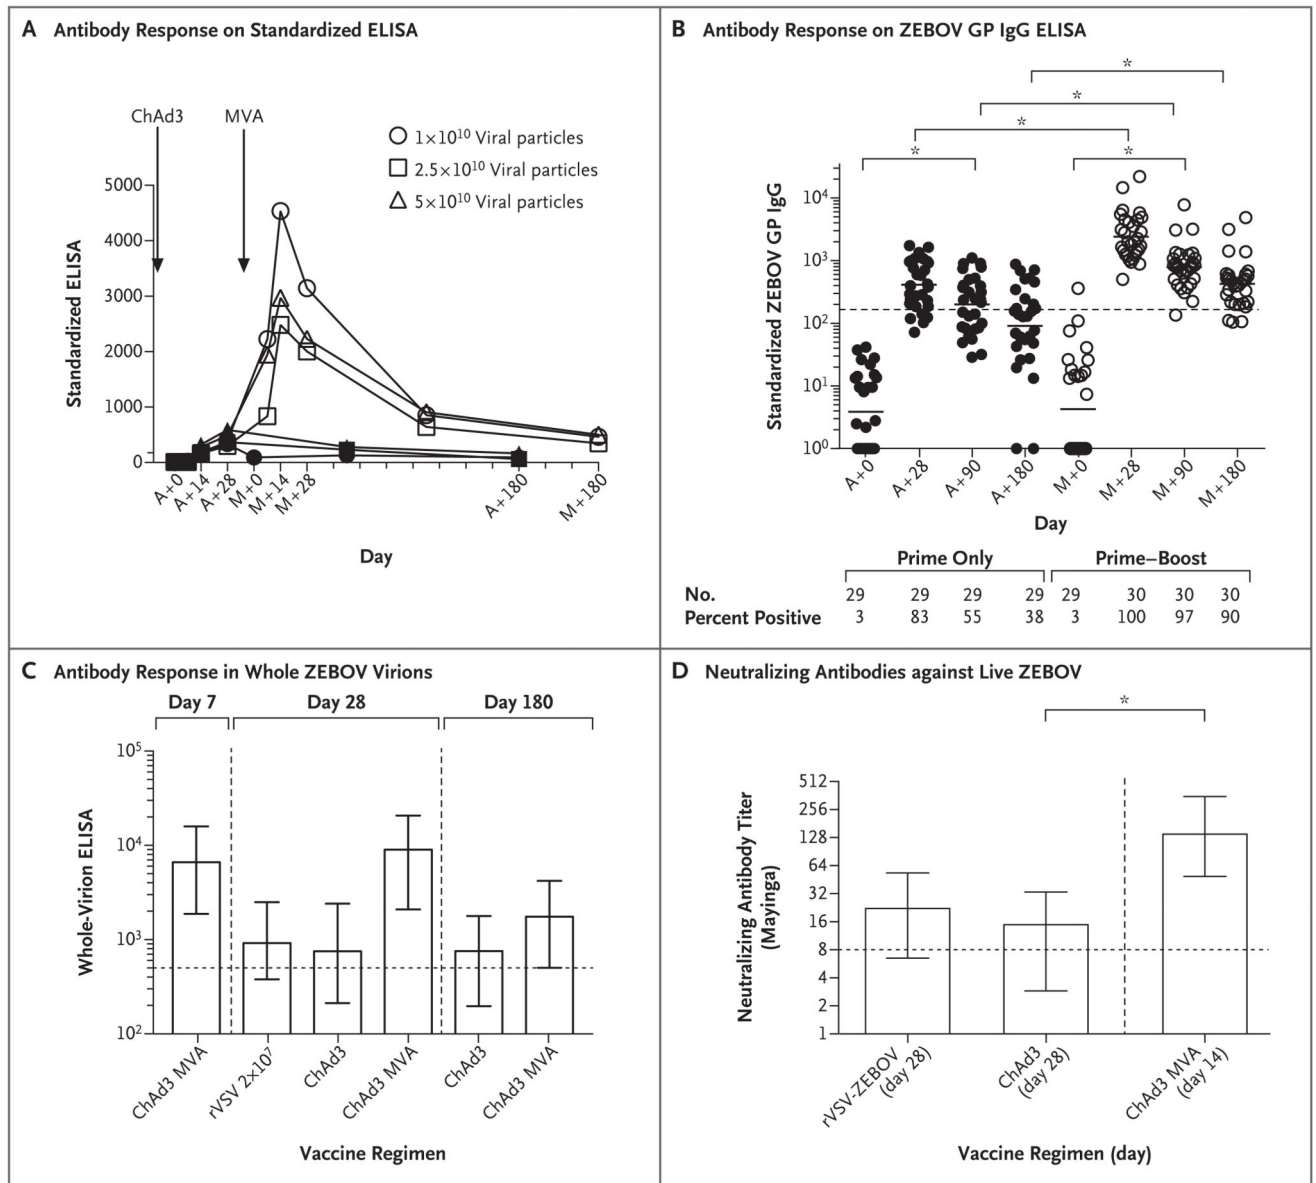 A Antibody Response on Standardized ELISA
ChAd3
MVA
1×10¹⁰ Viral particles
2.5×10¹⁰ Viral particles
5×10¹⁰ Viral particles
Standardized ELISA
5000
4000
3000
2000
1000
0
A+0
A+14
A+28
M+0
M+14
M+28
A+180
M+180
Day
B Antibody Response on ZEBOV GP IgG ELISA
*
*
*
* *
Standardized ZEBOV GP IgG
10⁴
10³
10²
10¹
10⁰
A+0
A+28
A+90
A+180
M+0
M+28
M+90
M+180
Day
Prime Only Prime–Boost
No. 29 29 29 29 29 30 30 30
Percent Positive 3 83 55 38 3 100 97 90
C Antibody Response in Whole ZEBOV Virions
Day 7 Day 28 Day 180
Whole-Virion ELISA
10⁵
10⁴
10³
10²
ChAd3 MVA
rVSV 2×10⁷
ChAd3
ChAd3 MVA
ChAd3
ChAd3 MVA
Vaccine Regimen
D Neutralizing Antibodies against Live ZEBOV
*
Neutralizing Antibody Titer
(Mayinga)
512
256
128
64
32
16
8
4
2
1
rVSV-ZEBOV
(day 28)
ChAd3
(day 28)
ChAd3 MVA
(day 14)
Vaccine Regimen (day)